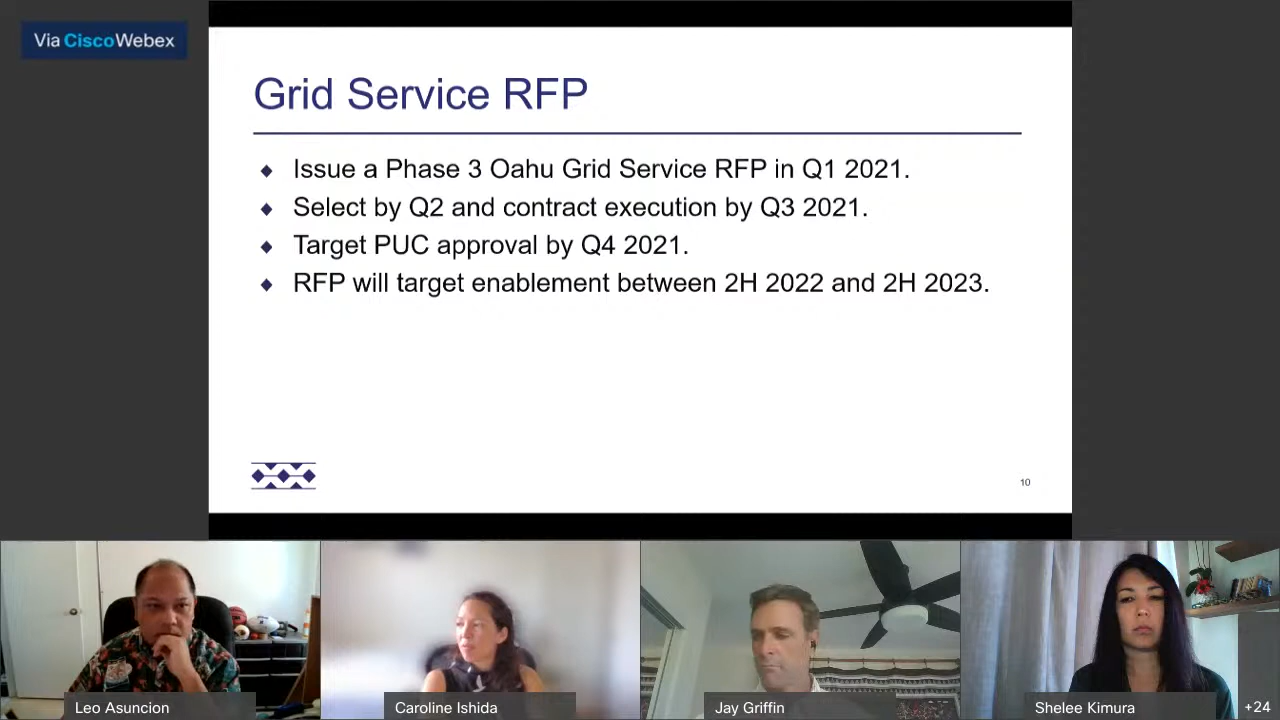 Via Cisco Webex
Grid Service RFP
◆ Issue a Phase 3 Oahu Grid Service RFP in Q1 2021.
◆ Select by Q2 and contract execution by Q3 2021.
◆ Target PUC approval by Q4 2021.
◆ RFP will target enablement between 2H 2022 and 2H 2023.
10
Leo Asuncion
Caroline Ishida
Jay Griffin
Shelee Kimura
+24